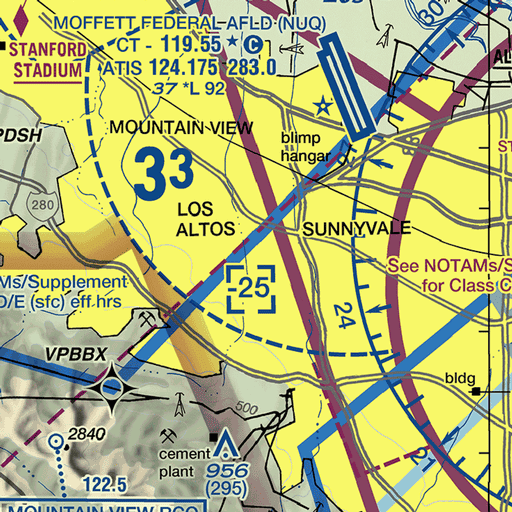 MOFFETT FEDERAL AFLD (NUQ)
CT - 119.55 * C
ATIS 124.175 283.0
37 *L 92
STANFORD
STADIUM
MOUNTAIN VIEW
blimp
hangar
33
280
LOS
ALTOS
SUNNYVALE
See NOTAMs/S
for Class C
Ms/Supplement
D/E (sfc) eff hrs
-25
24
VPBBX
bldg
500
2840
cement
plant
956
(295)
21
122.5
MOUNTAIN VIEW RCO
30